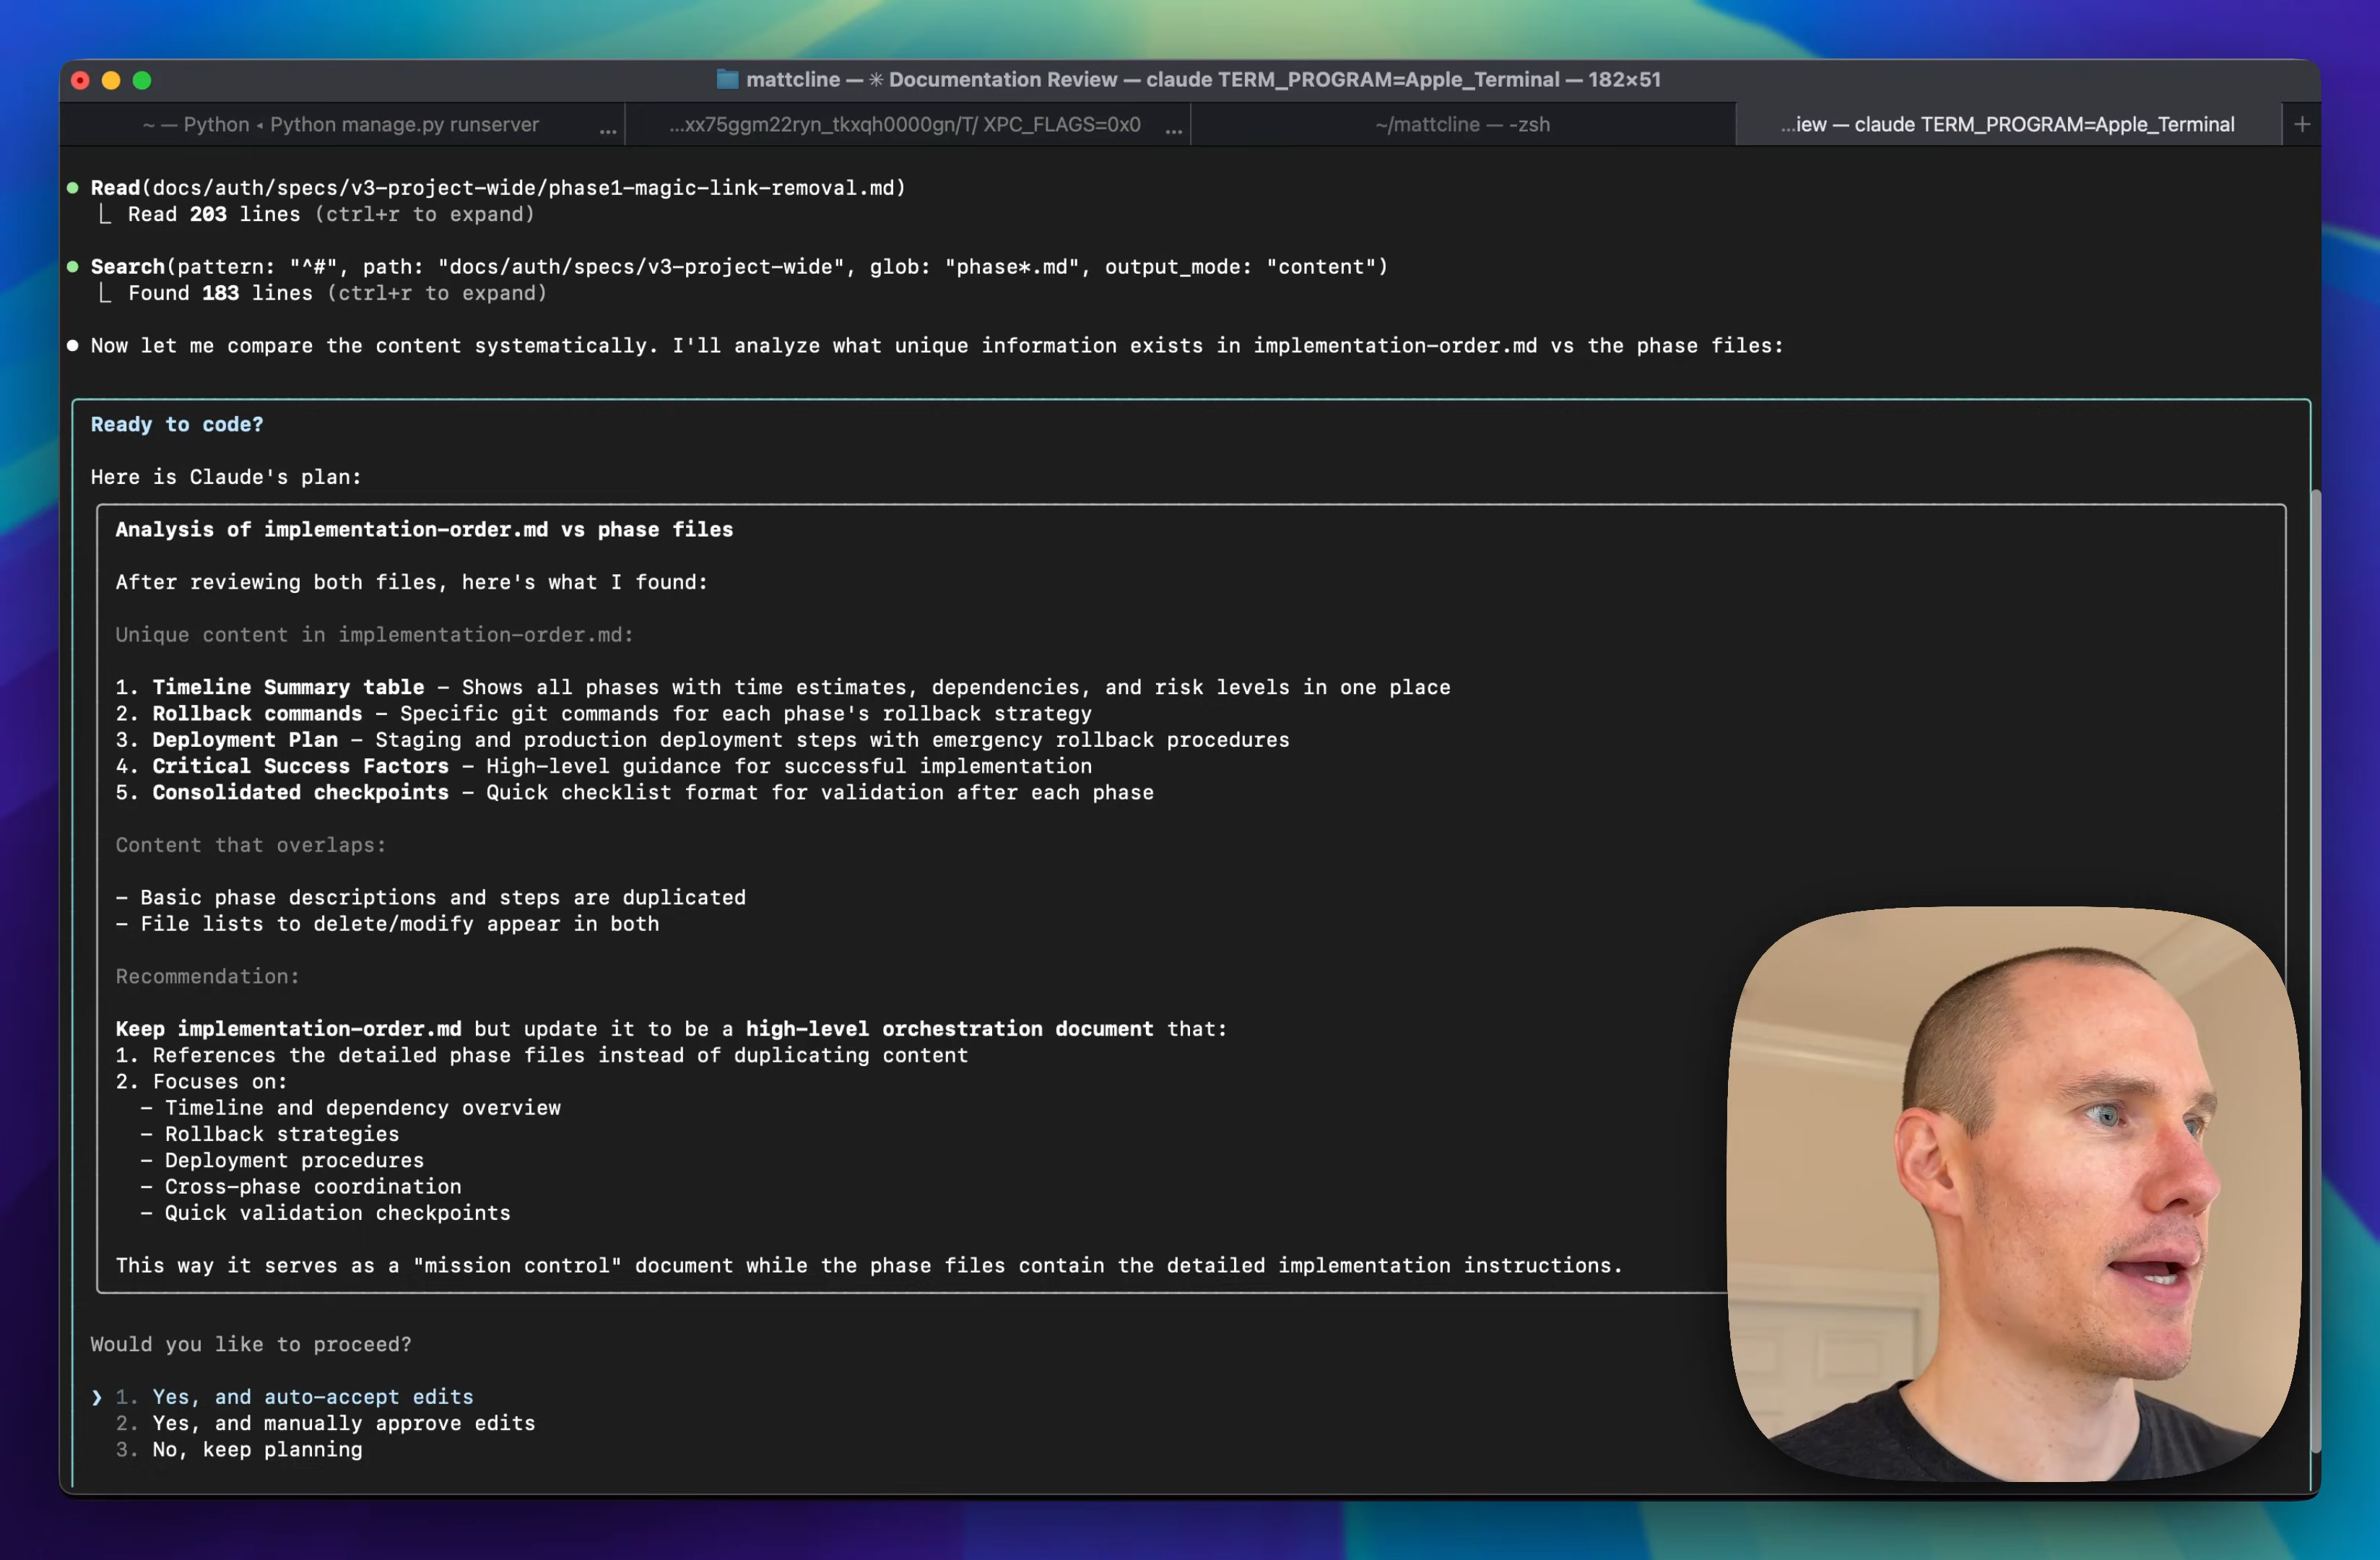 mattcline — ✳ Documentation Review — claude TERM_PROGRAM=Apple_Terminal — 182×51
~ — Python ◂ Python manage.py runserver ...
...xx75ggm22ryn_tkxqh0000gn/T/ XPC_FLAGS=0x0 ...
~/mattcline — -zsh
...iew — claude TERM_PROGRAM=Apple_Terminal +
● Read(docs/auth/specs/v3-project-wide/phase1-magic-link-removal.md)
⎿ Read 203 lines (ctrl+r to expand)
● Search(pattern: "^#", path: "docs/auth/specs/v3-project-wide", glob: "phase*.md", output_mode: "content")
⎿ Found 183 lines (ctrl+r to expand)
● Now let me compare the content systematically. I'll analyze what unique information exists in implementation-order.md vs the phase files:
Ready to code?
Here is Claude's plan:
Analysis of implementation-order.md vs phase files
After reviewing both files, here's what I found:
Unique content in implementation-order.md:
1. Timeline Summary table – Shows all phases with time estimates, dependencies, and risk levels in one place
2. Rollback commands – Specific git commands for each phase's rollback strategy
3. Deployment Plan – Staging and production deployment steps with emergency rollback procedures
4. Critical Success Factors – High-level guidance for successful implementation
5. Consolidated checkpoints – Quick checklist format for validation after each phase
Content that overlaps:
– Basic phase descriptions and steps are duplicated
– File lists to delete/modify appear in both
Recommendation:
Keep implementation-order.md but update it to be a high-level orchestration document that:
1. References the detailed phase files instead of duplicating content
2. Focuses on:
– Timeline and dependency overview
– Rollback strategies
– Deployment procedures
– Cross-phase coordination
– Quick validation checkpoints
This way it serves as a "mission control" document while the phase files contain the detailed implementation instructions.
Would you like to proceed?
❯ 1. Yes, and auto-accept edits
2. Yes, and manually approve edits
3. No, keep planning